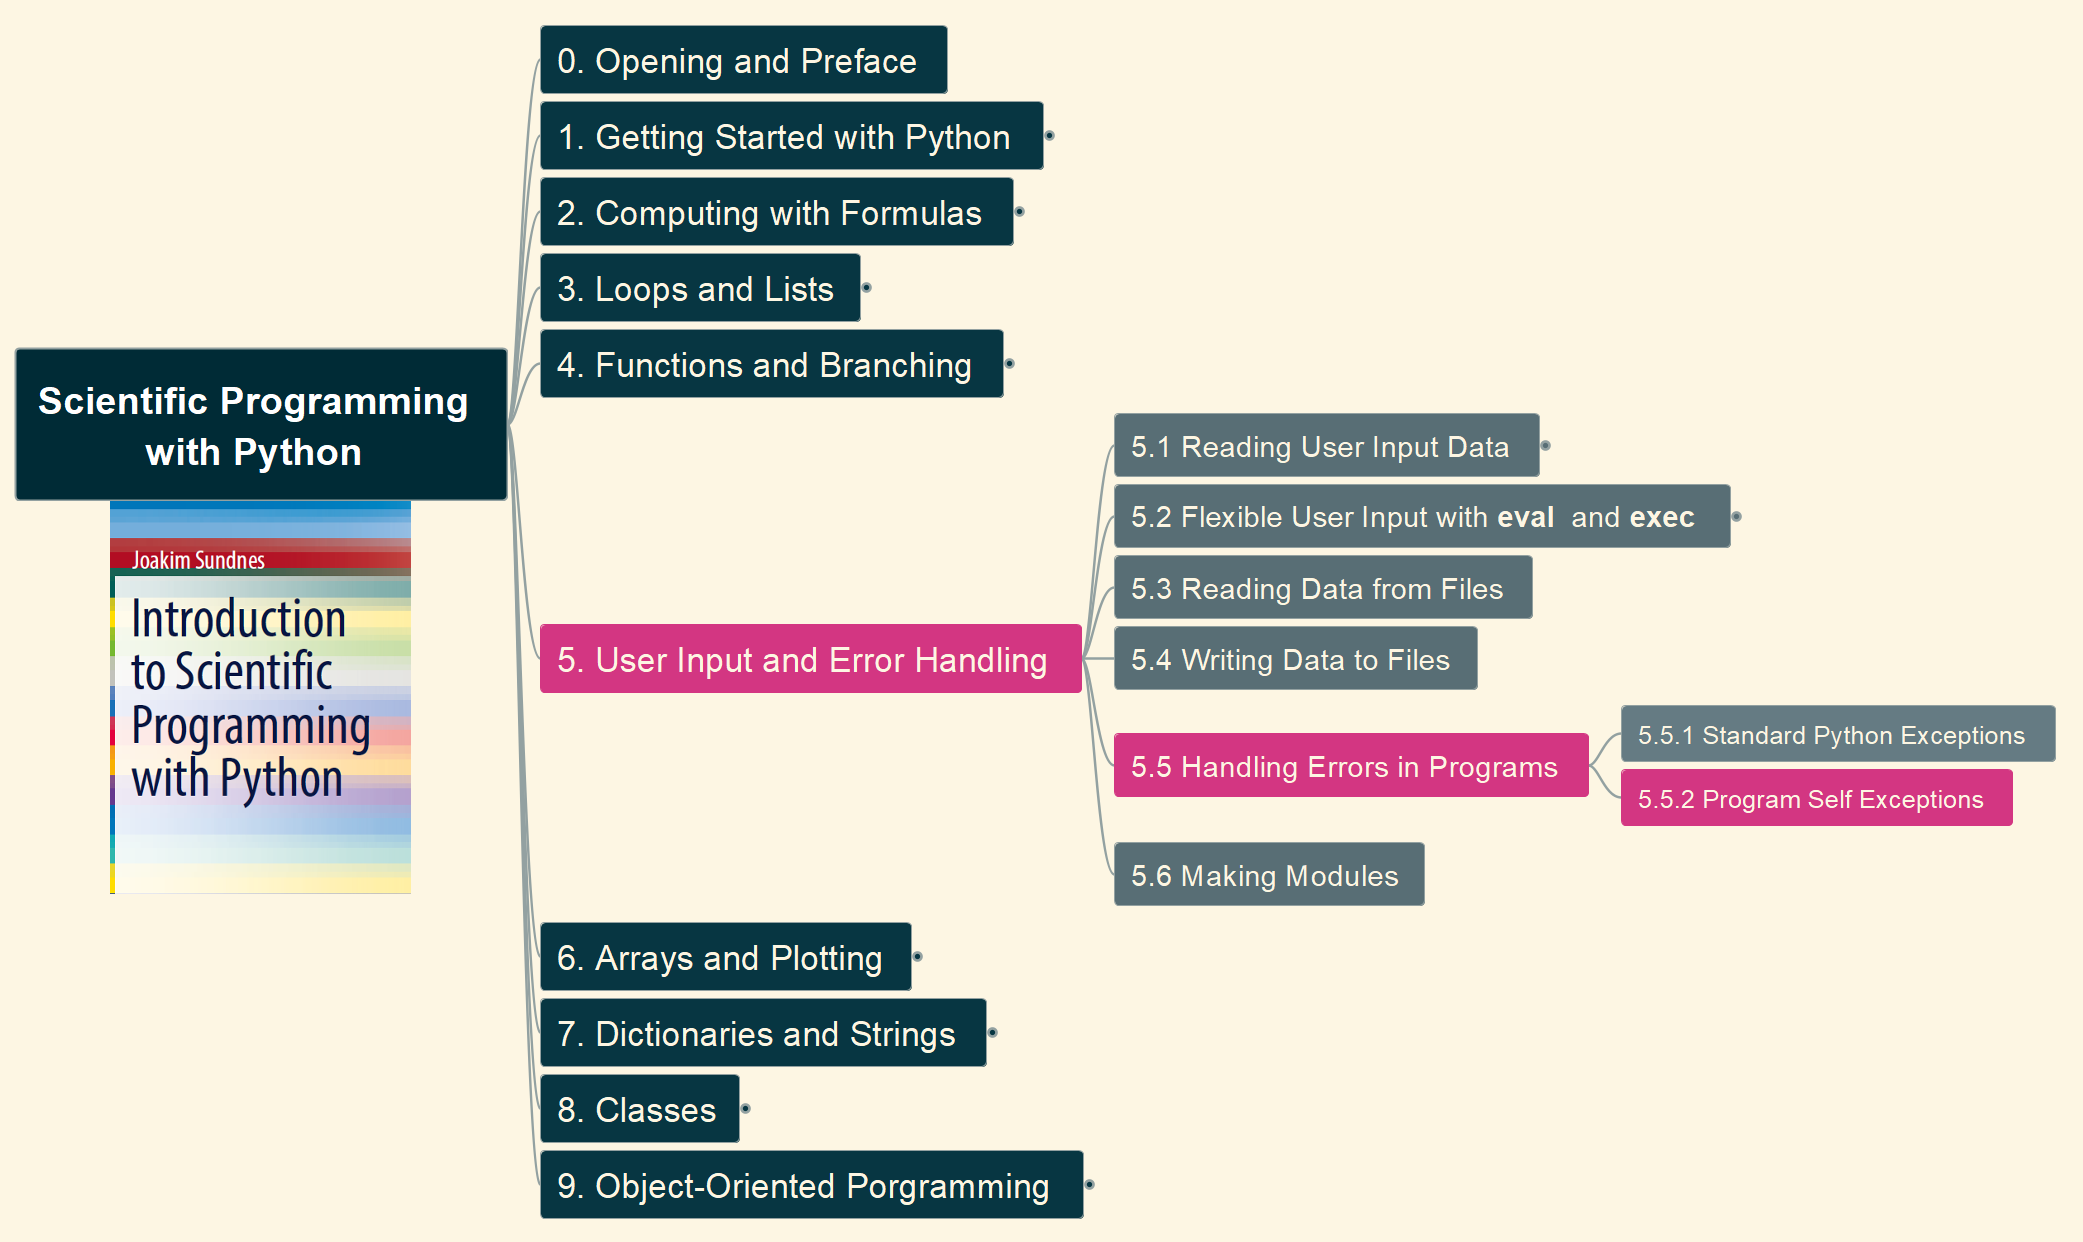 Scientific Programming
with Python
Joakim Sundnes
Introduction
to Scientific
Programming
with Python
0. Opening and Preface
1. Getting Started with Python
2. Computing with Formulas
3. Loops and Lists
4. Functions and Branching
5. User Input and Error Handling
5.1 Reading User Input Data
5.2 Flexible User Input with eval and exec
5.3 Reading Data from Files
5.4 Writing Data to Files
5.5 Handling Errors in Programs
5.5.1 Standard Python Exceptions
5.5.2 Program Self Exceptions
5.6 Making Modules
6. Arrays and Plotting
7. Dictionaries and Strings
8. Classes
9. Object-Oriented Porgramming